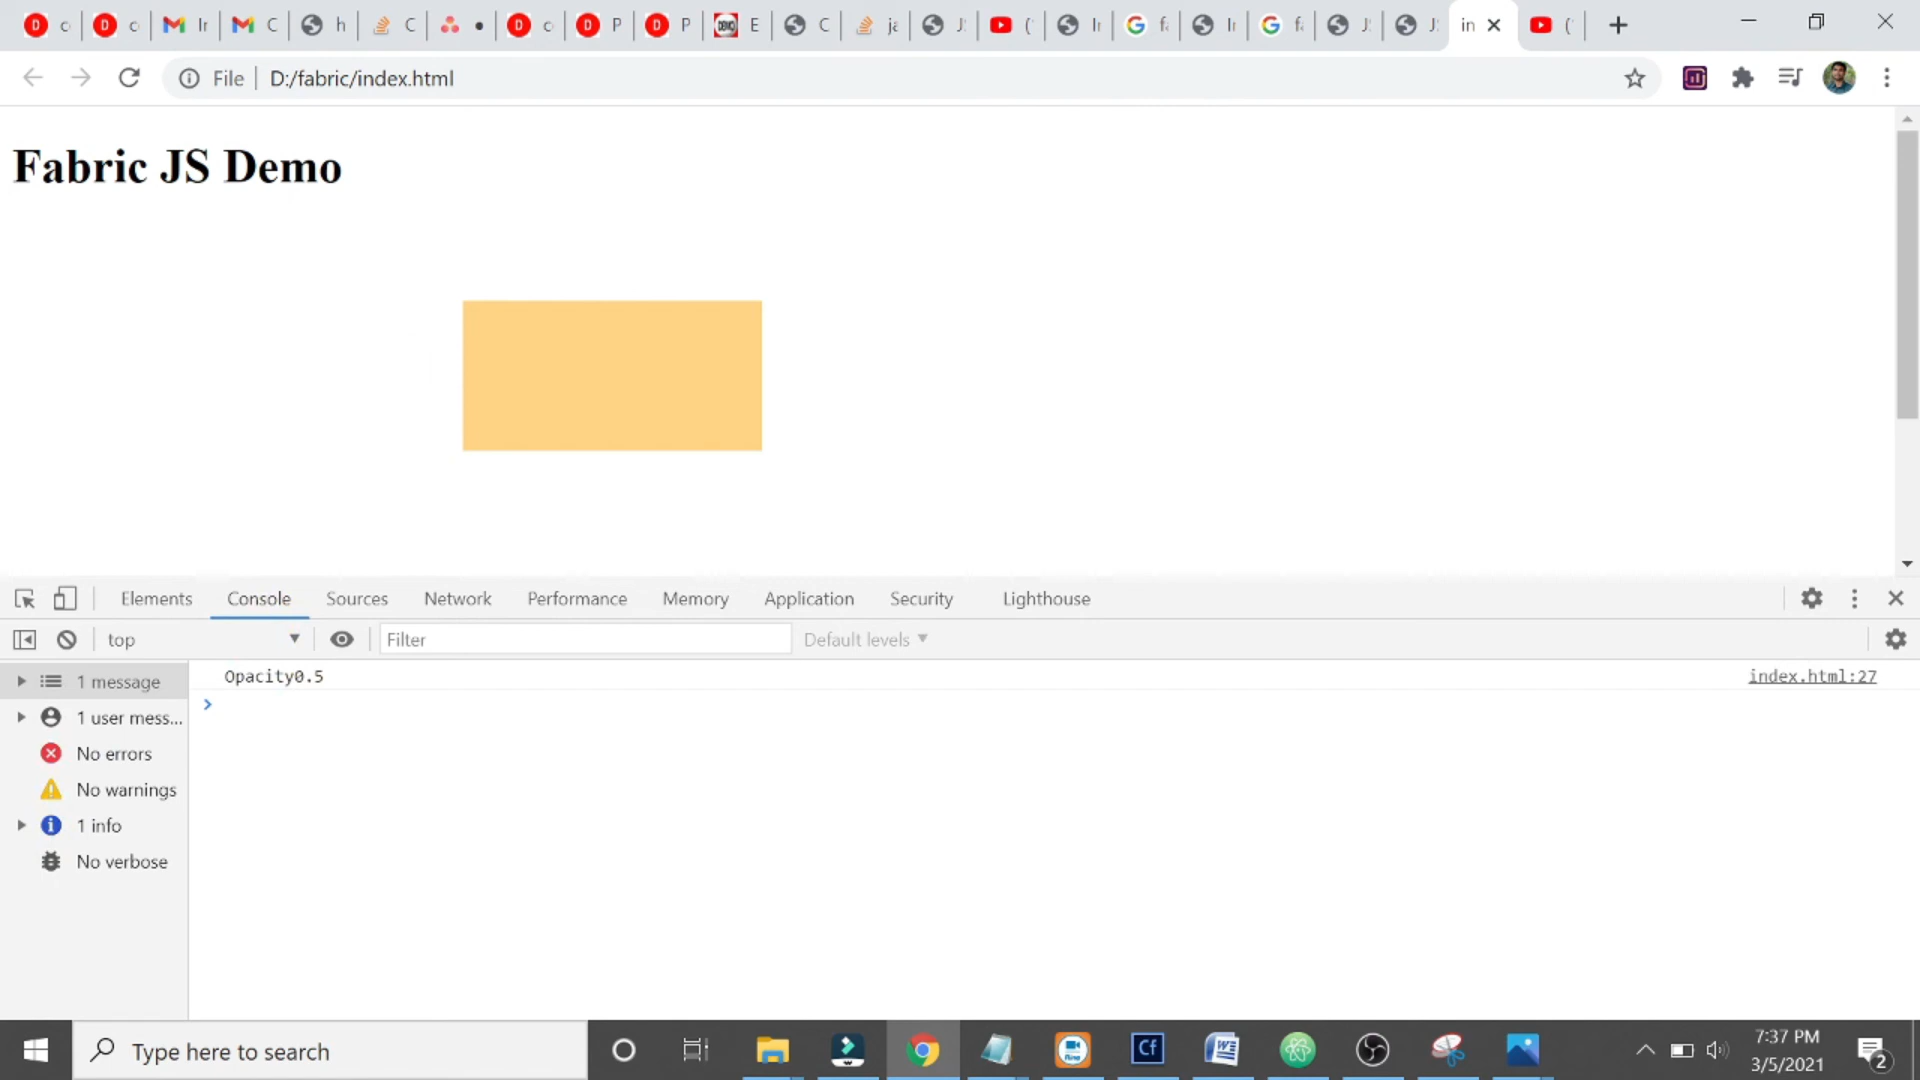 File
D:/fabric/index.html
Fabric JS Demo
Elements
Console
Sources
Network
Performance
Memory
Application
Security
Lighthouse
top
Filter
Default levels
1 message
Opacity0.5
index.html:27
1 user mess...
No errors
No warnings
1 info
No verbose
Type here to search
Cf
7:37 PM
3/5/2021
2